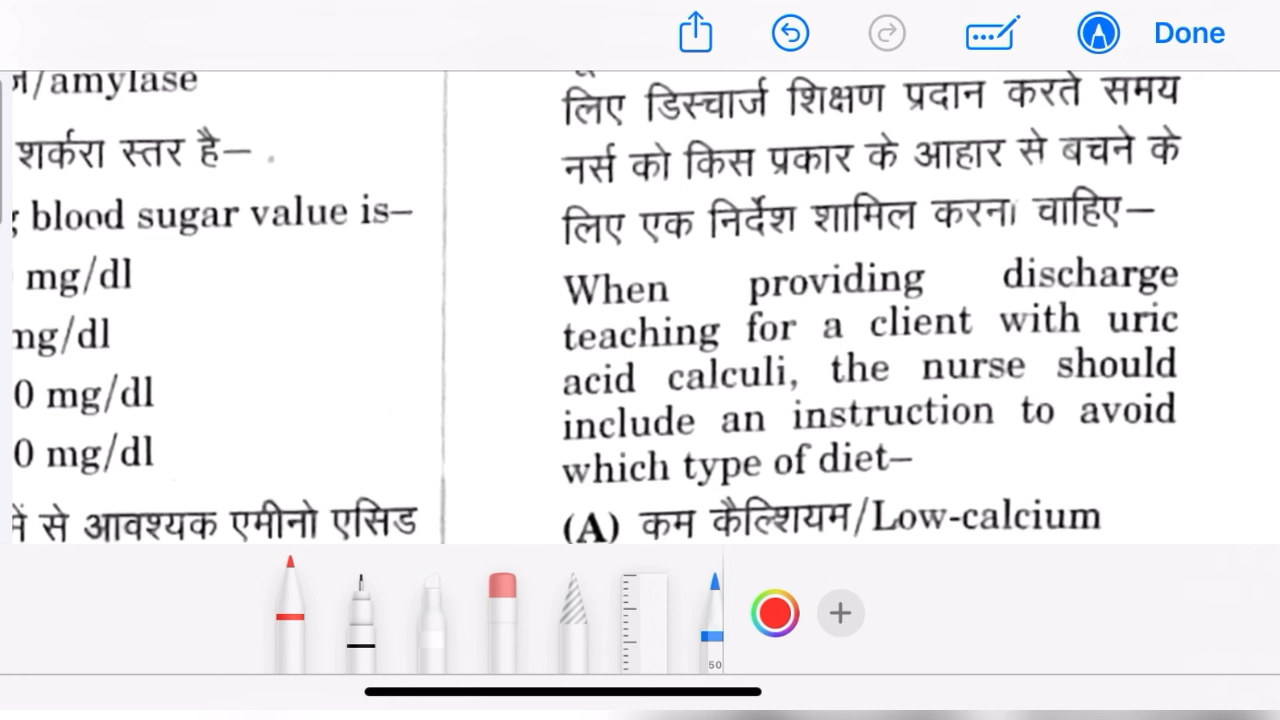 Done
/amylase
शर्करा स्तर है–
blood sugar value is–
mg/dl
mg/dl
0 mg/dl
0 mg/dl
में से आवश्यक एमीनो एसिड
लिए डिस्चार्ज शिक्षण प्रदान करते समय
नर्स को किस प्रकार के आहार से बचने के
लिए एक निर्देश शामिल करना चाहिए–
When providing discharge
teaching for a client with uric
acid calculi, the nurse should
include an instruction to avoid
which type of diet–
(A) कम कैल्शियम/Low-calcium
50